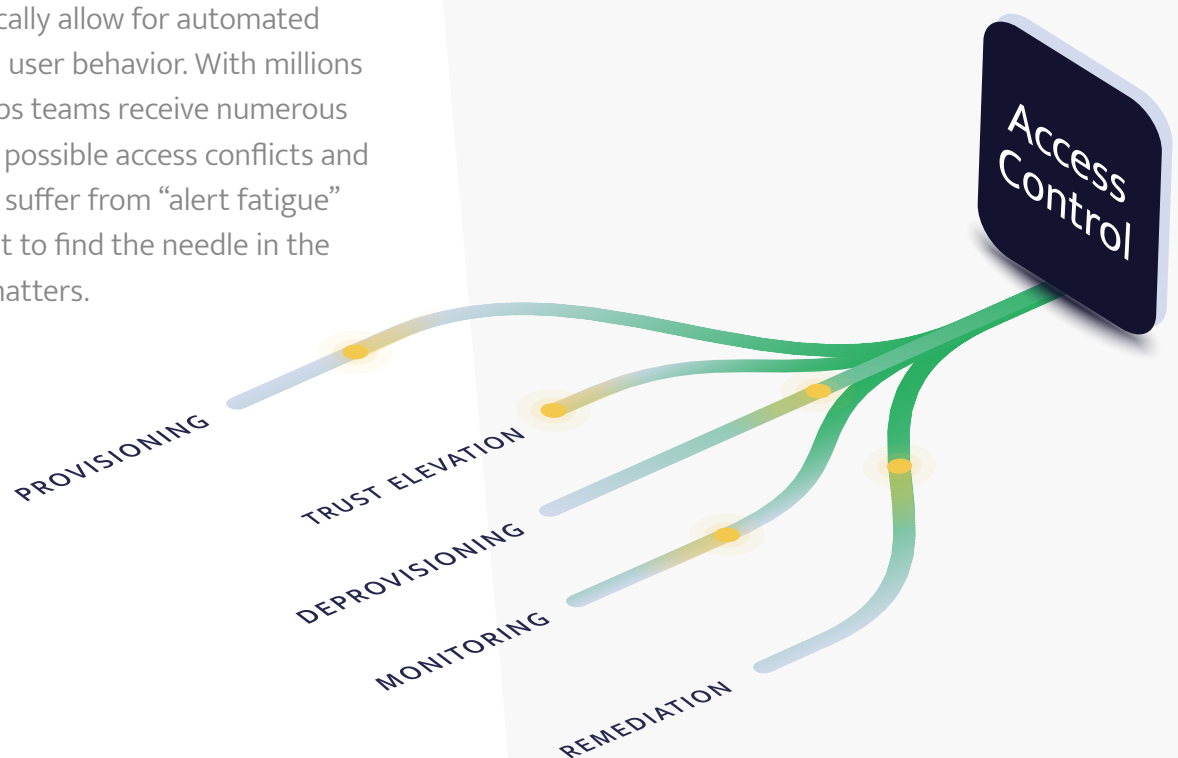 cally allow for automated
user behavior. With millions
ps teams receive numerous
possible access conflicts and
suffer from “alert fatigue”
t to find the needle in the
matters.
Access
Control
PROVISIONING
TRUST ELEVATION
DEPROVISIONING
MONITORING
REMEDIATION